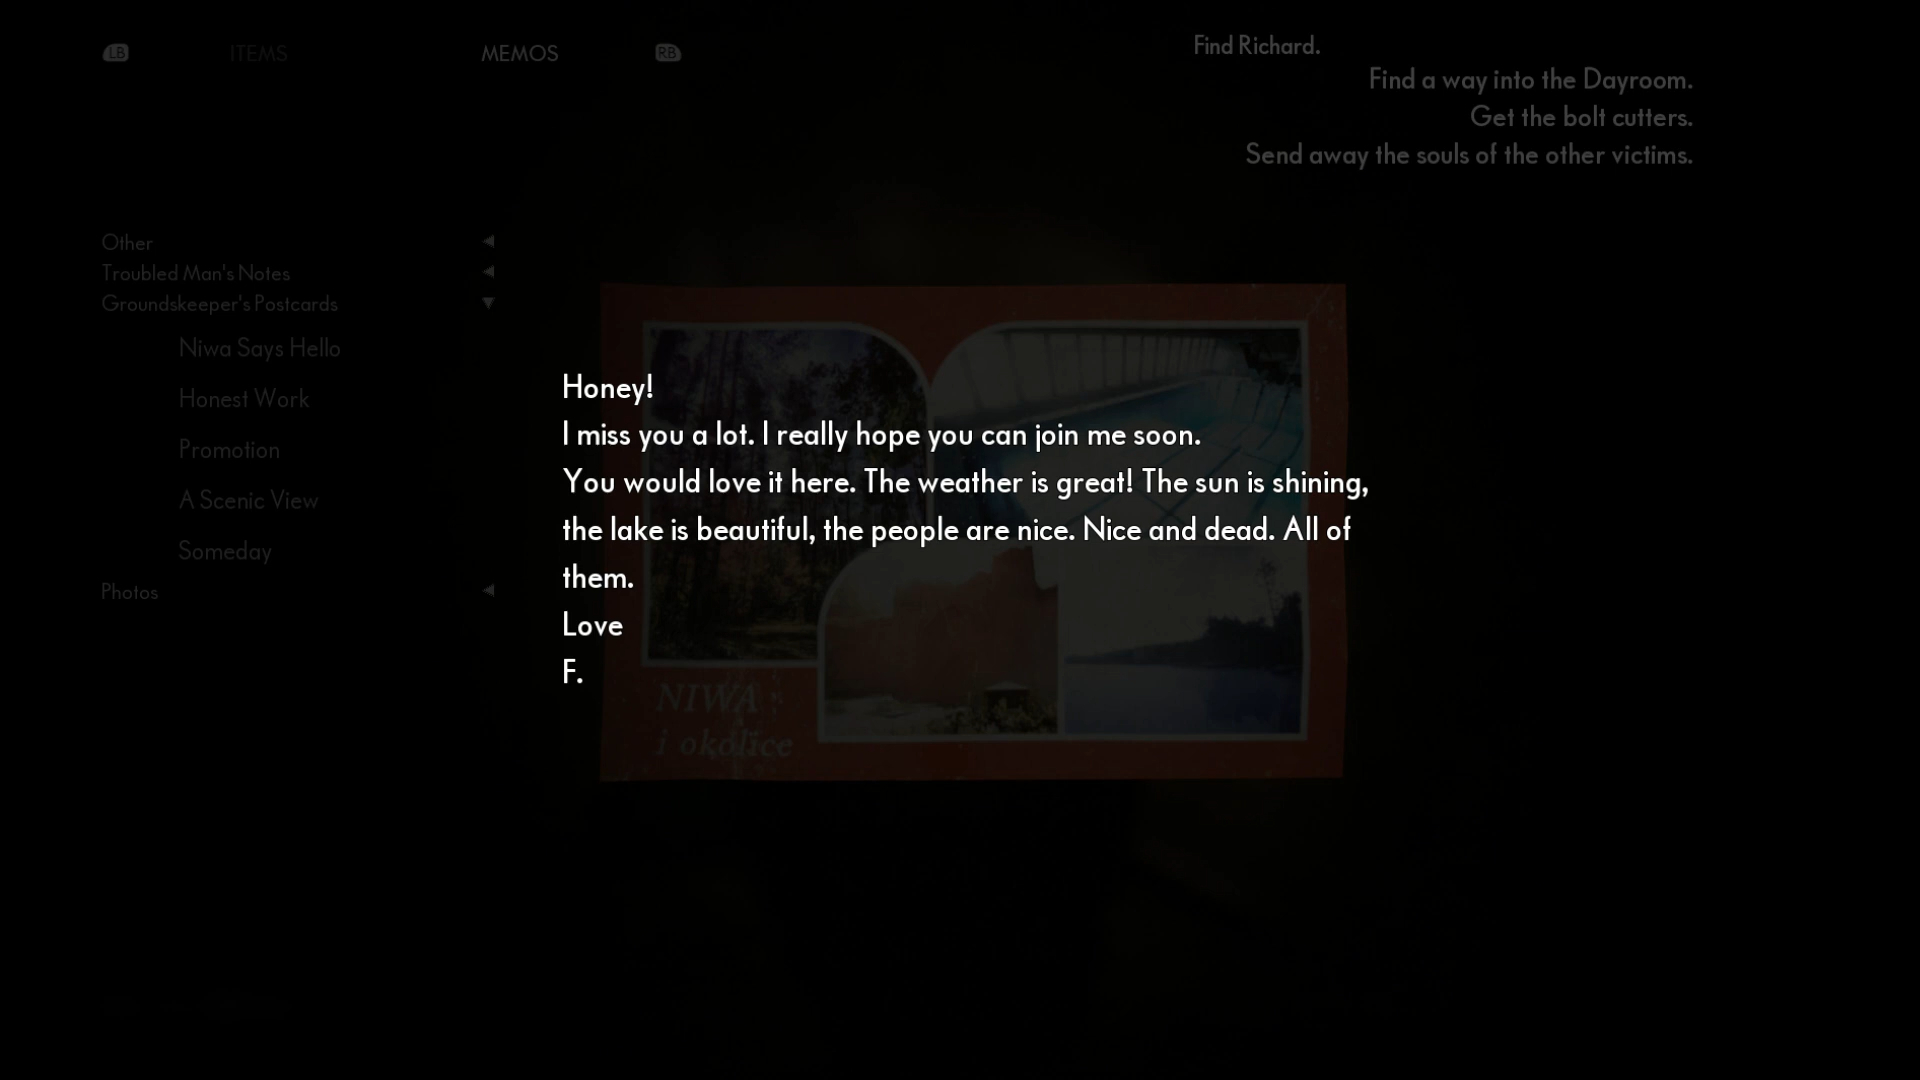 LB ITEMS MEMOS RB
Find Richard.
Find a way into the Dayroom.
Get the bolt cutters.
Send away the souls of the other victims.
Other
Troubled Man's Notes
Groundskeeper's Postcards
Niwa Says Hello
Honest Work
Promotion
A Scenic View
Someday
Photos
Honey!
I miss you a lot. I really hope you can join me soon.
You would love it here. The weather is great! The sun is shining,
the lake is beautiful, the people are nice. Nice and dead. All of
them.
Love
F.
NIWA
i okolice